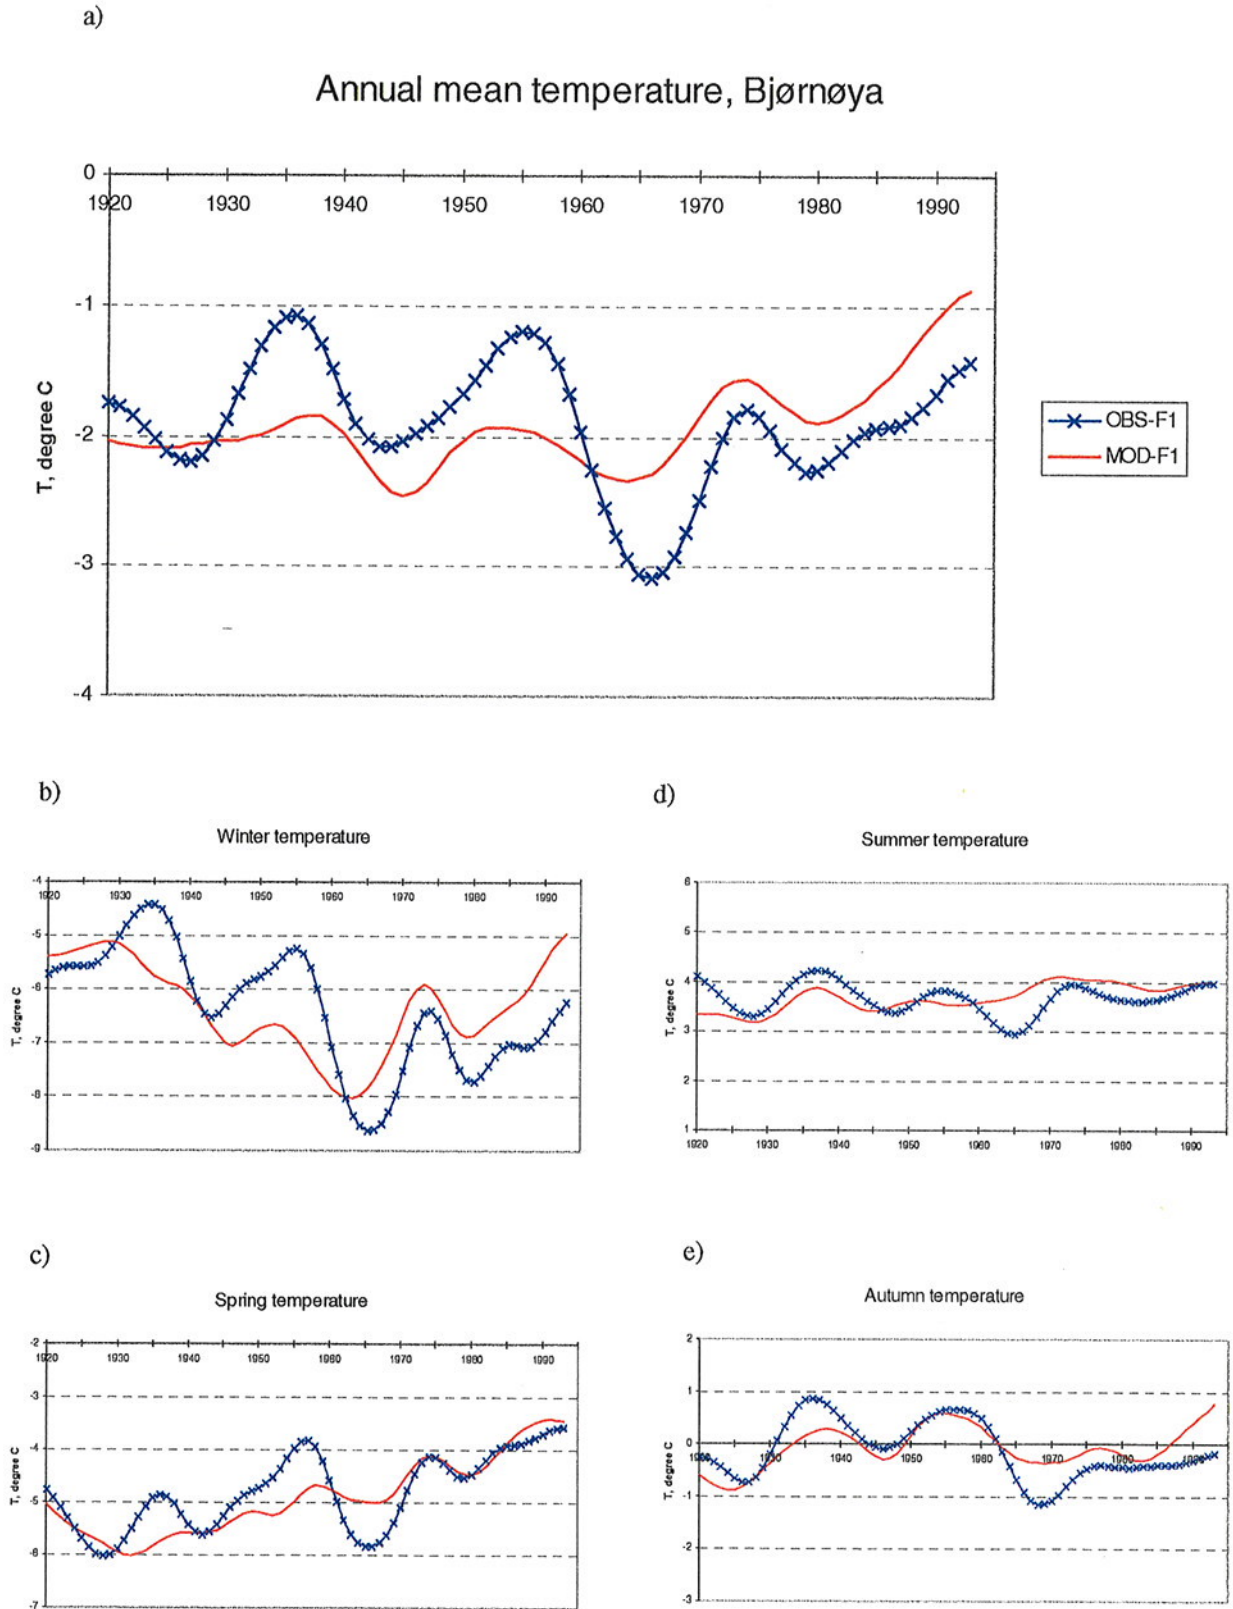 a)
Annual mean temperature, Bjørnøya
0
1920 1930 1940 1950 1960 1970 1980 1990
-1
-2
-3
-4
T, degree C
OBS-F1
MOD-F1
b)
Winter temperature
-4
1920 1930 1940 1950 1960 1970 1980 1990
-5
-6
-7
-8
-9
T, degree C
d)
Summer temperature
6
5
4
3
2
1
1920 1930 1940 1950 1960 1970 1980 1990
T, degree C
c)
Spring temperature
-2
1920 1930 1940 1950 1960 1970 1980 1990
-3
-4
-5
-6
-7
T, degree C
e)
Autumn temperature
2
1
0
1930 1940 1950 1960 1970 1980
-1
-2
-3
T, degree C